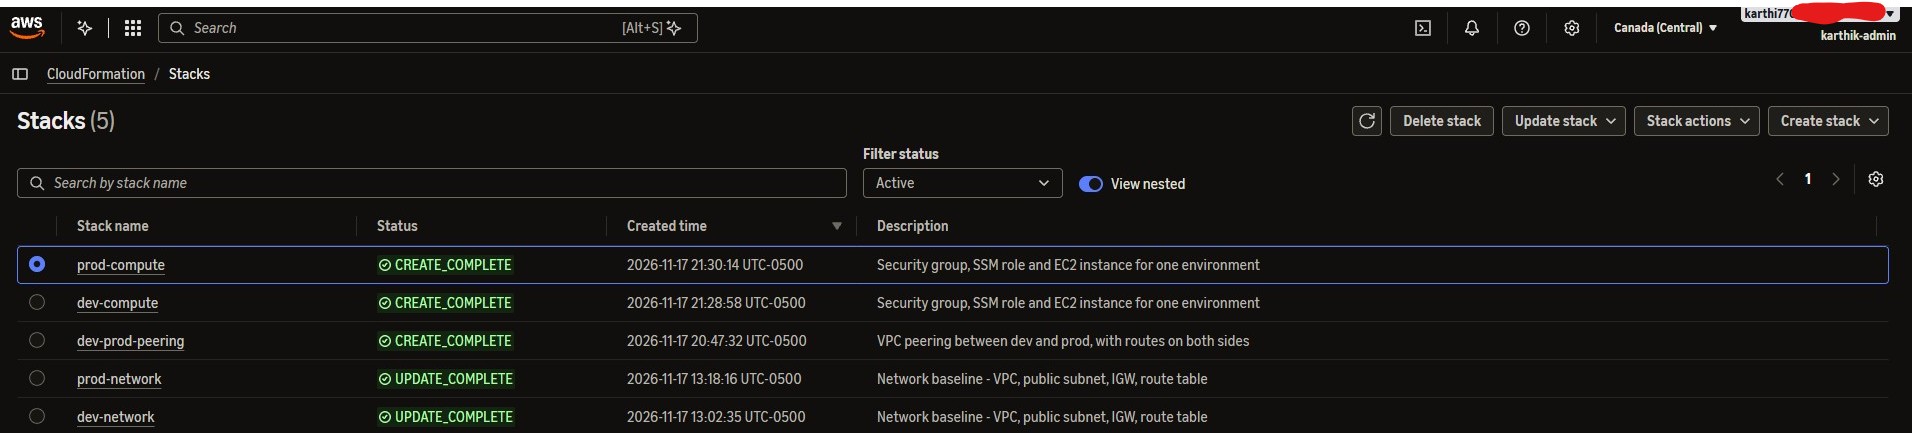 aws
Search [Alt+S]
Canada (Central)
karthi77
karthik-admin
CloudFormation / Stacks
Stacks (5)
Delete stack
Update stack
Stack actions
Create stack
Filter status
Search by stack name
Active
View nested
1
Stack name Status Created time Description
prod-compute CREATE_COMPLETE 2026-11-17 21:30:14 UTC-0500 Security group, SSM role and EC2 instance for one environment
dev-compute CREATE_COMPLETE 2026-11-17 21:28:58 UTC-0500 Security group, SSM role and EC2 instance for one environment
dev-prod-peering CREATE_COMPLETE 2026-11-17 20:47:32 UTC-0500 VPC peering between dev and prod, with routes on both sides
prod-network UPDATE_COMPLETE 2026-11-17 13:18:16 UTC-0500 Network baseline - VPC, public subnet, IGW, route table
dev-network UPDATE_COMPLETE 2026-11-17 13:02:35 UTC-0500 Network baseline - VPC, public subnet, IGW, route table